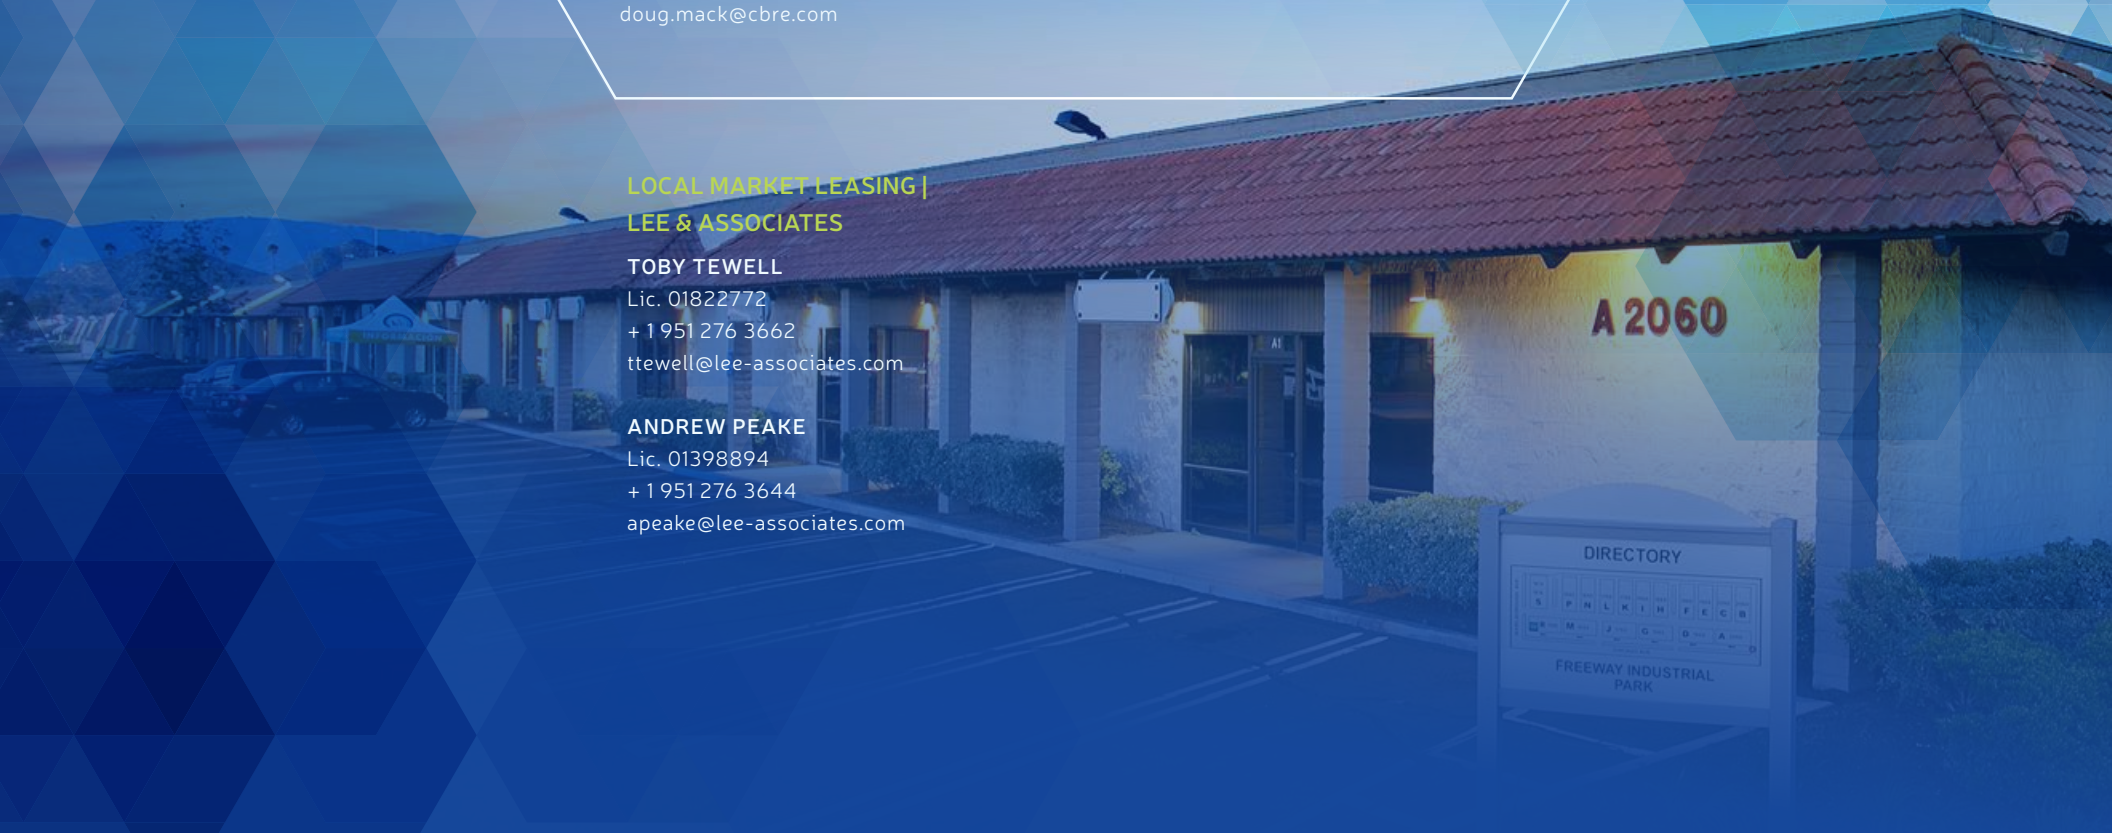 doug.mack@cbre.com
LOCAL MARKET LEASING |
LEE & ASSOCIATES
TOBY TEWELL
Lic. 01822772
+ 1 951 276 3662
ttewell@lee-associates.com
ANDREW PEAKE
Lic. 01398894
+ 1 951 276 3644
apeake@lee-associates.com
INFORMACION
A1
A 2060
DIRECTORY
S P N L K I H F E C B
R M J G D A
FREEWAY INDUSTRIAL
PARK